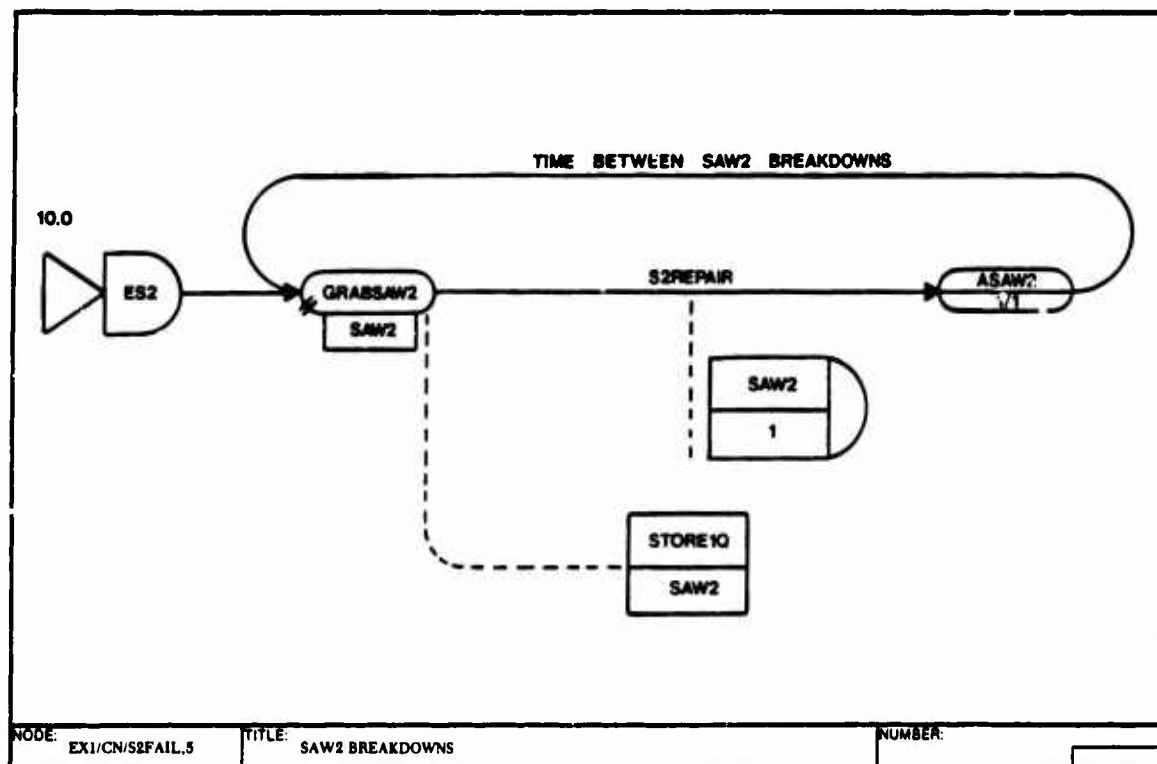 TIME BETWEEN SAW2 BREAKDOWNS
10.0
ES2
GRABSAW2
SAW2
S2REPAIR
ASAW2
SAW2
1
STORE1Q
SAW2
NODE: EX1/CN/S2FAIL,5 TITLE: SAW2 BREAKDOWNS NUMBER: